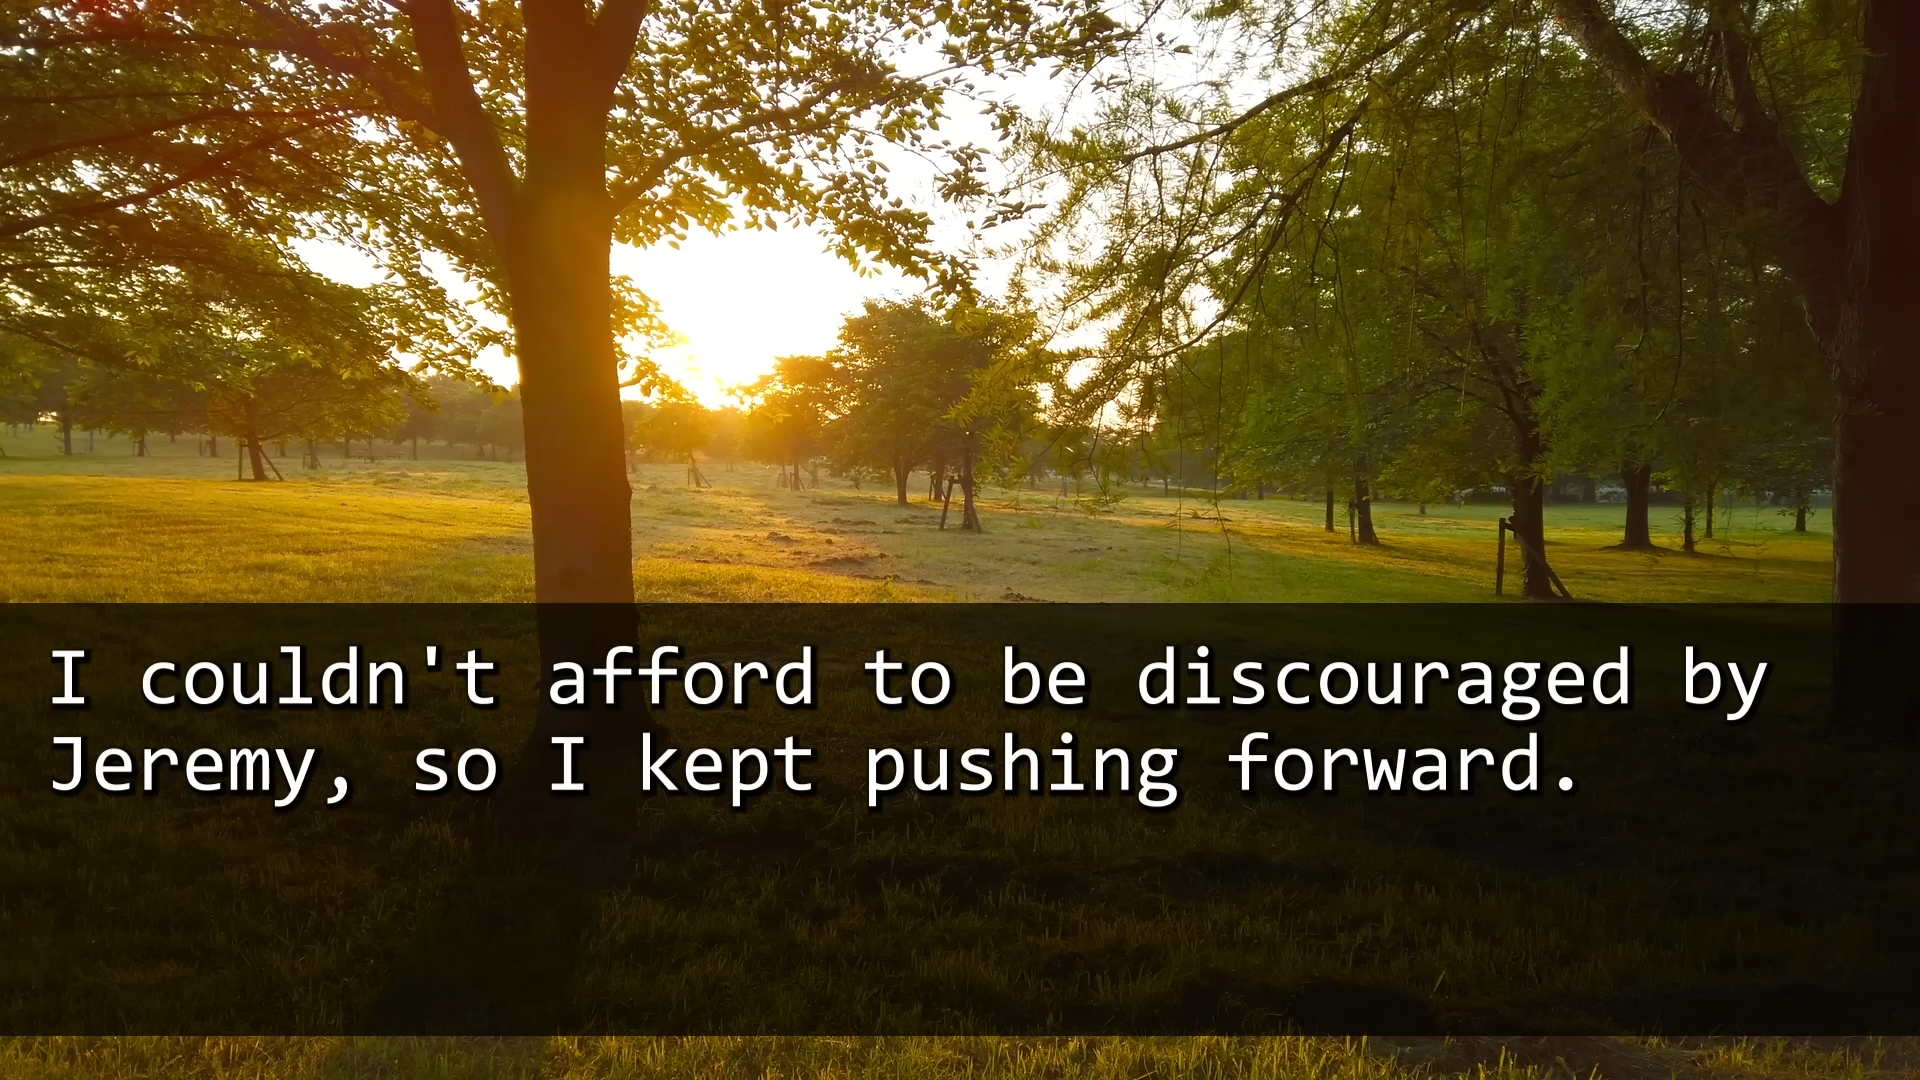 I couldn't afford to be discouraged by
Jeremy, so I kept pushing forward.